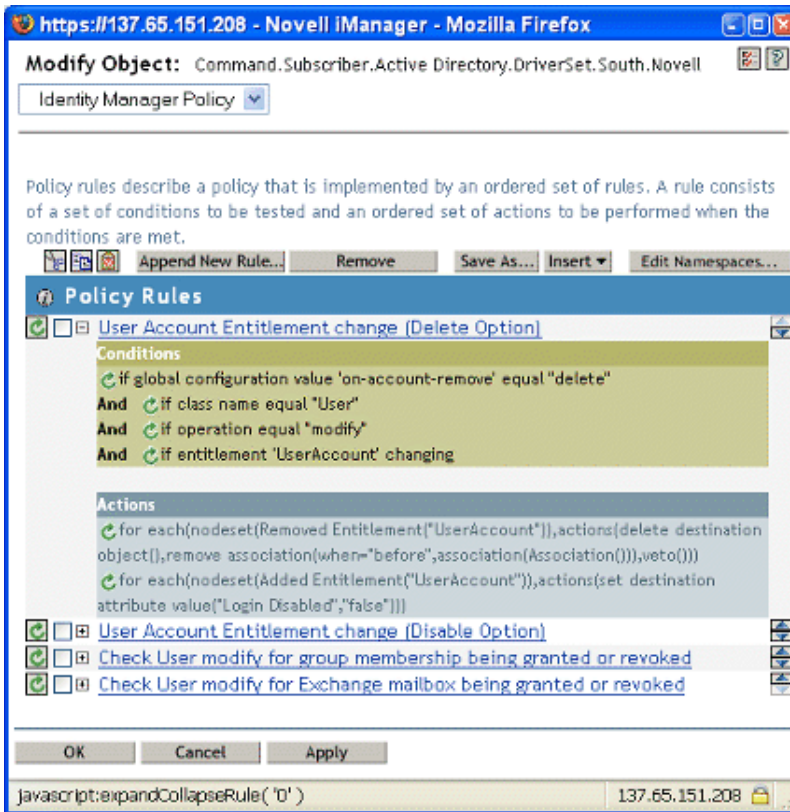 https://137.65.151.208 - Novell iManager - Mozilla Firefox
Modify Object: Command.Subscriber.Active Directory.DriverSet.South.Novell
Identity Manager Policy
Policy rules describe a policy that is implemented by an ordered set of rules. A rule consists
of a set of conditions to be tested and an ordered set of actions to be performed when the
conditions are met.
Append New Rule... Remove Save As... Insert Edit Namespaces...
Policy Rules
User Account Entitlement change (Delete Option)
Conditions
if global configuration value 'on-account-remove' equal "delete"
And if class name equal "User"
And if operation equal "modify"
And if entitlement 'UserAccount' changing
Actions
for each(nodeset(Removed Entitlement("UserAccount")),actions(delete destination
object(),remove association(when="before",association(Association())),veto()))
for each(nodeset(Added Entitlement("UserAccount")),actions(set destination
attribute value("Login Disabled","false")))
User Account Entitlement change (Disable Option)
Check User modify for group membership being granted or revoked
Check User modify for Exchange mailbox being granted or revoked
OK Cancel Apply
javascript:expandCollapseRule( '0' ) 137.65.151.208